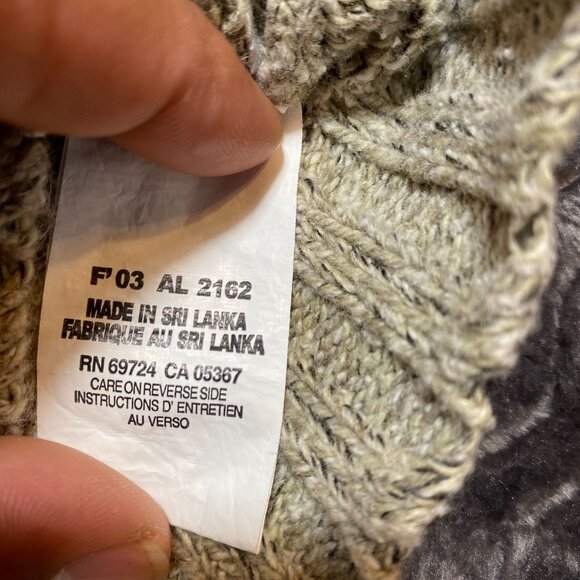 F'03 AL 2162
MADE IN SRI LANKA
FABRIQUE AU SRI LANKA
RN 69724 CA 05367
CARE ON REVERSE SIDE
INSTRUCTIONS D' ENTRETIEN
AU VERSO